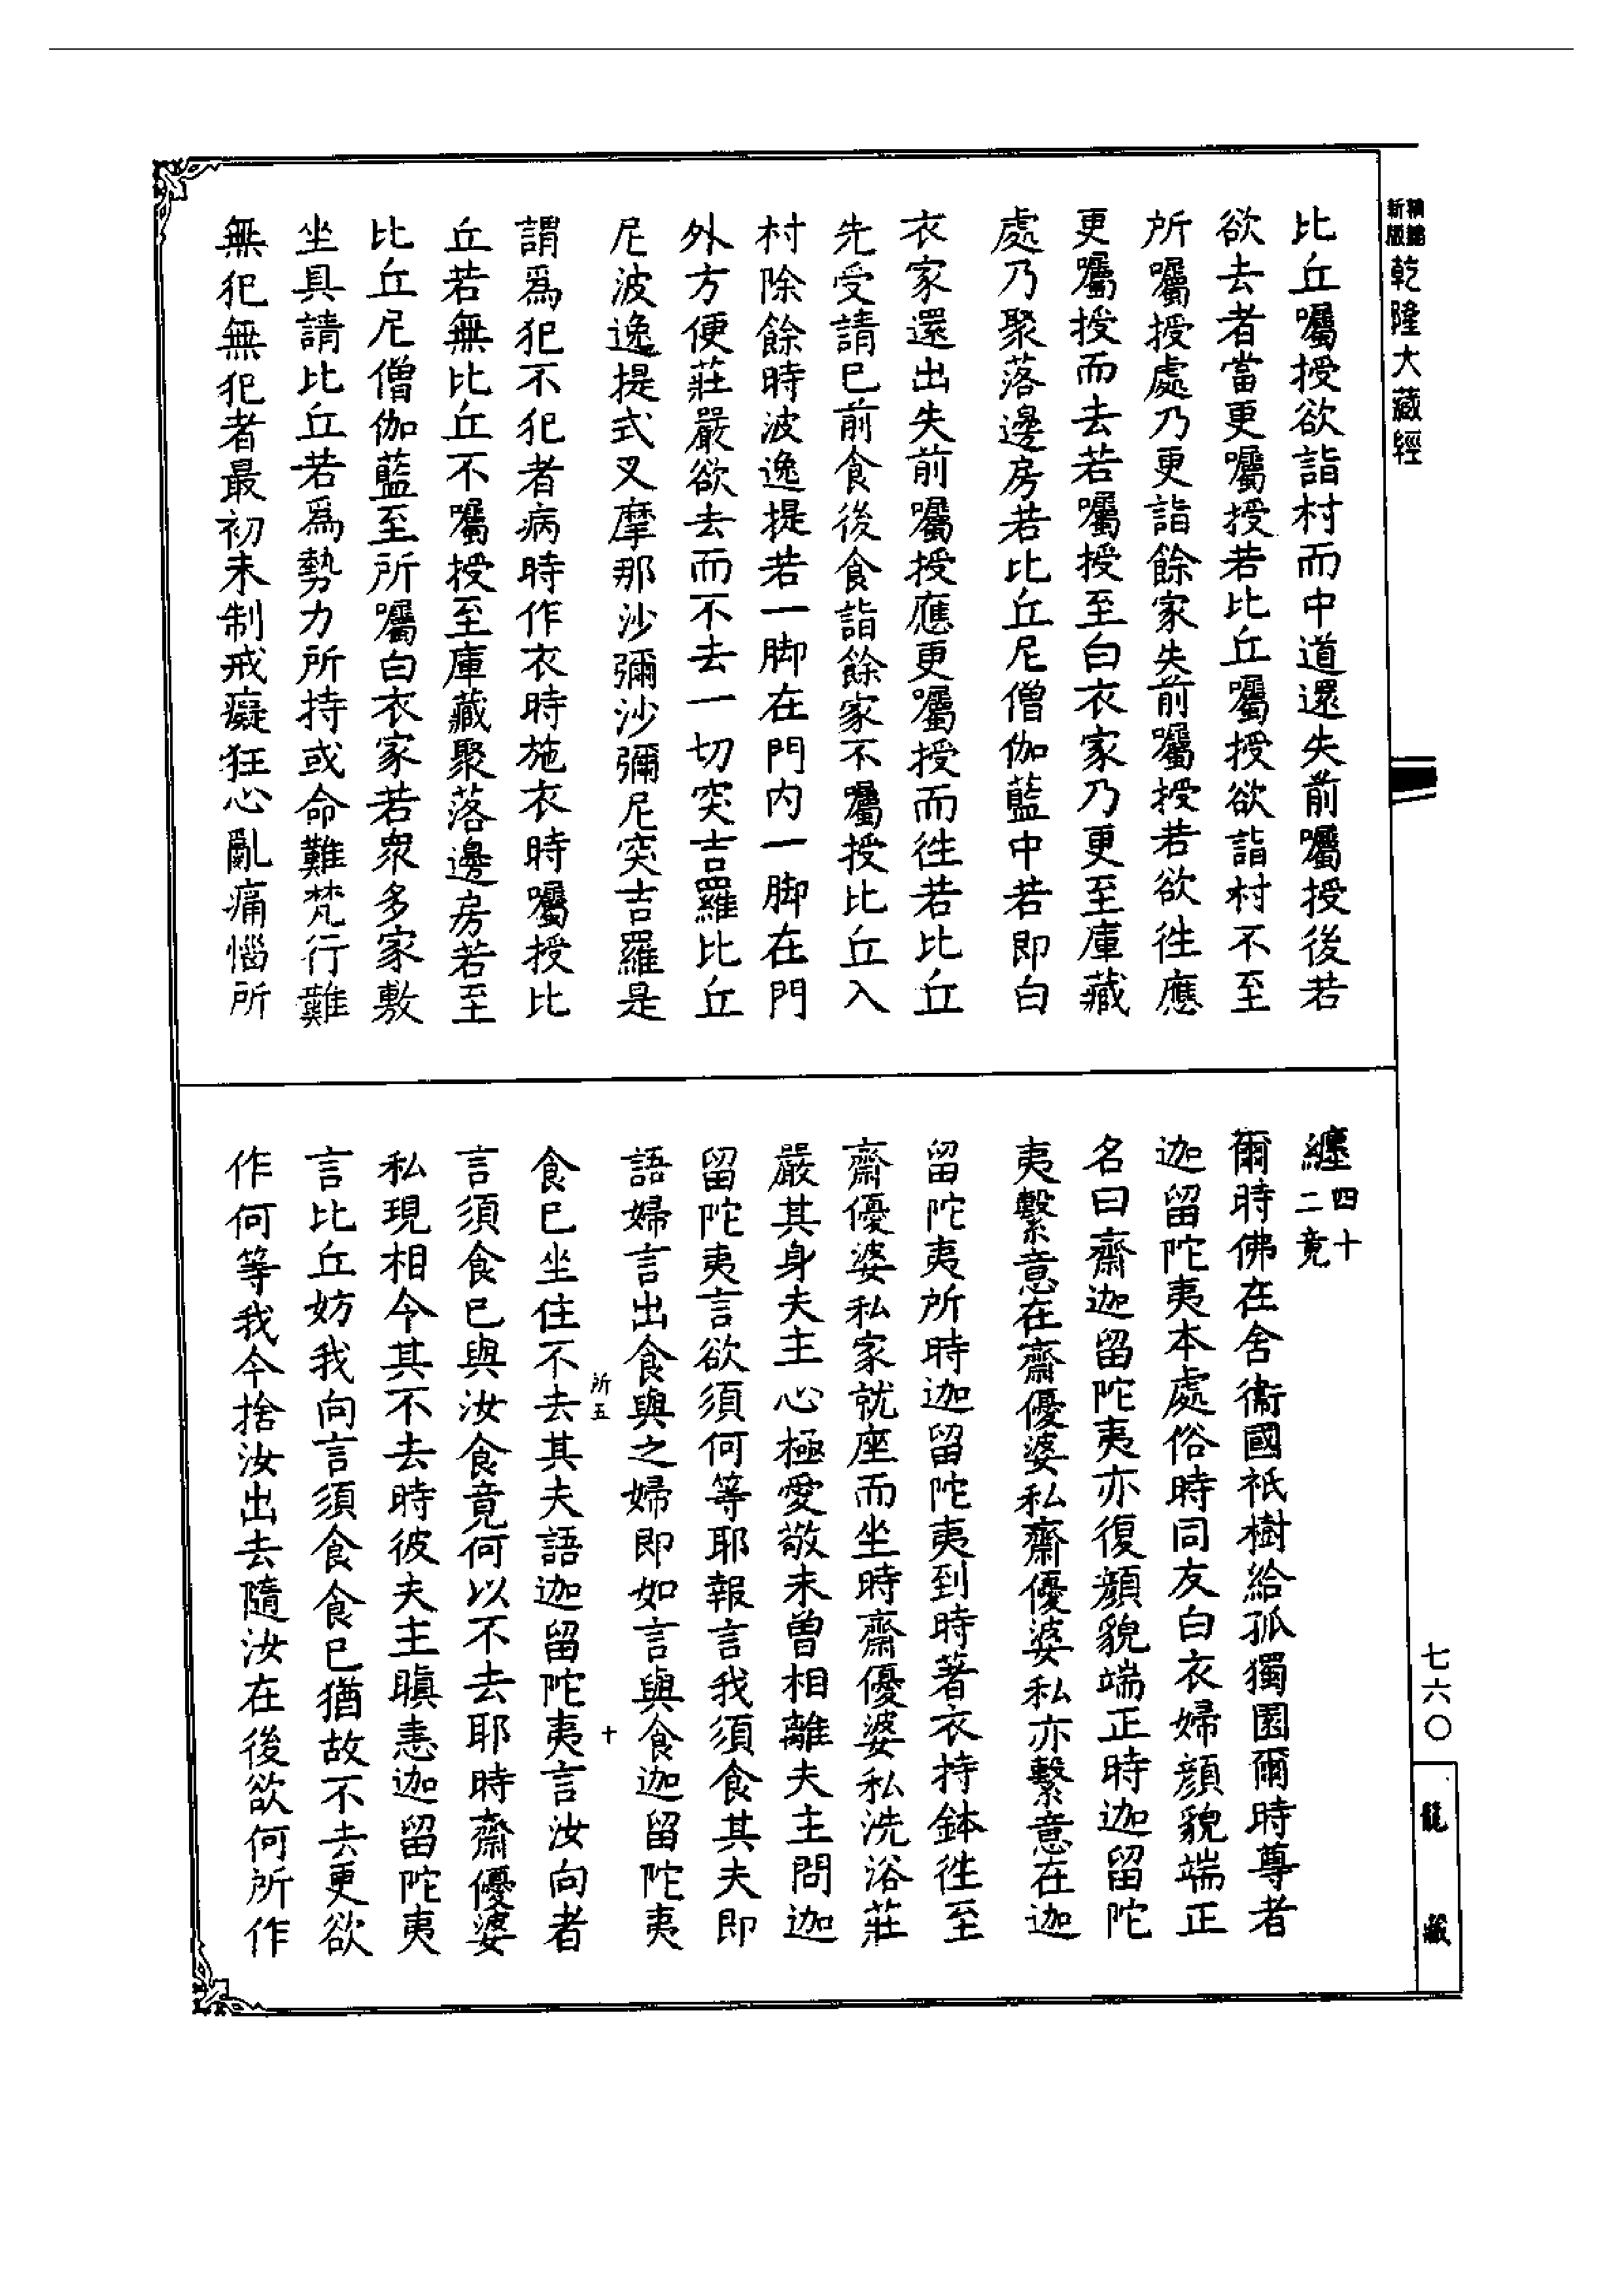 新版
精縮
乾隆大藏經
比丘囑授欲詣村而中道還失前囑授後若
欲去者當更囑授若比丘囑授欲詣村不至
所囑授處乃更詣餘家失前囑授若欲往應
更囑授而去若囑授至白衣家乃更至庫藏
處乃聚落邊房若比丘尼僧伽藍中若即白
衣家還出失前囑授應更囑授而往若比丘
先受請已前食後食詣餘家不囑授比丘入
村除餘時波逸提若一脚在門内一脚在門
外方便莊嚴欲去而不去一切突吉羅比丘
尼波逸提式叉摩那沙彌沙彌尼突吉羅是
謂爲犯不犯者病時作衣時施衣時囑授比
丘若無比丘不囑授至庫藏聚落邊房若至
比丘尼僧伽藍至所囑白衣家若衆多家敷
坐具請比丘若爲勢力所持或命難梵行難
無犯無犯者最初未制戒癡狂心亂痛惱所
纏四十
二竟
爾時佛在舍衞國祇樹給孤獨園爾時尊者
迦留陀夷本處俗時同友白衣婦顔貌端正
名曰齋迦留陀夷亦復顔貌端正時迦留陀
夷繫意在齋優婆私齋優婆私亦繫意在迦
留陀夷所時迦留陀夷到時著衣持鉢往至
齋優婆私家就座而坐時齋優婆私洗浴莊
嚴其身夫主心極愛敬未曾相離夫主問迦
留陀夷言欲須何等耶報言我須食其夫即
語婦言出食與之婦即如言與食迦留陀夷
所五
十
食已坐住不去其夫語迦留陀夷言汝向者
言須食已與汝食竟何以不去耶時齋優婆
私現相令其不去時彼夫主瞋恚迦留陀夷
言比丘妨我向言須食食已猶故不去更欲
作何等我今捨汝出去隨汝在後欲何所作
七六〇
龍藏